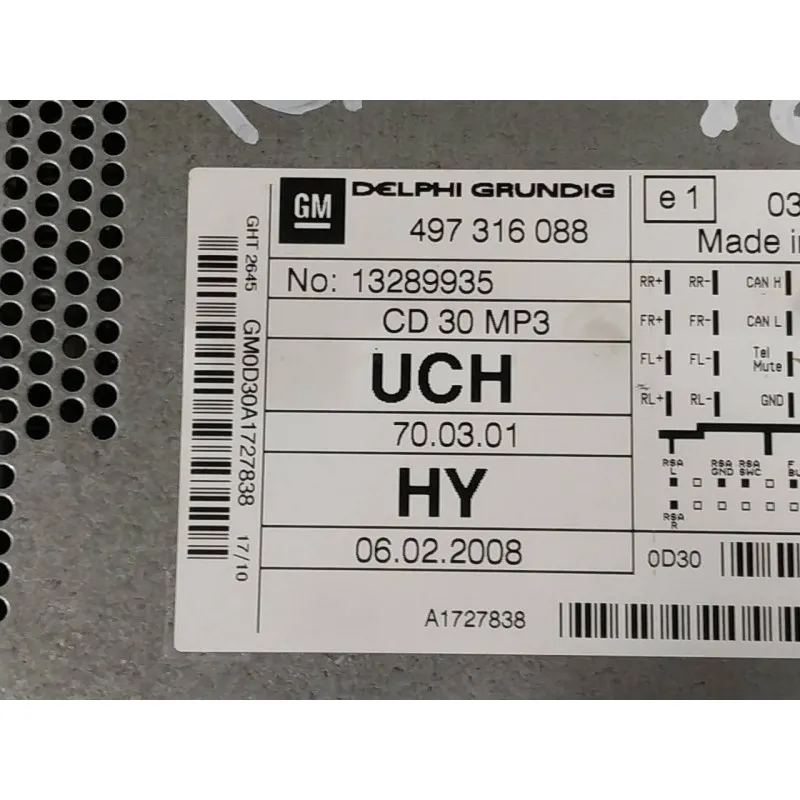 GM
DELPHI GRUNDIG
497 316 088
No: 13289935
CD 30 MP3
UCH
70.03.01
HY
06.02.2008
A1727838
GHT 2645
GM0D30A1727838
17/10
e1
03
Made in
RR+ RR- CAN H
FR+ FR- CAN L
FL+ FL- Tel
Mute
RL+ RL- GND
RSA RSA RSA F
L GND SWC
RSA
R
0D30